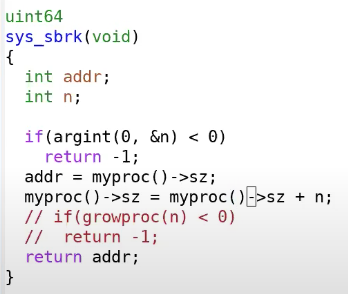 uint64
sys_sbrk(void)
{
  int addr;
  int n;

  if(argint(0, &n) < 0)
    return -1;
  addr = myproc()->sz;
  myproc()->sz = myproc()->sz + n;
  // if(growproc(n) < 0)
  //  return -1;
  return addr;
}